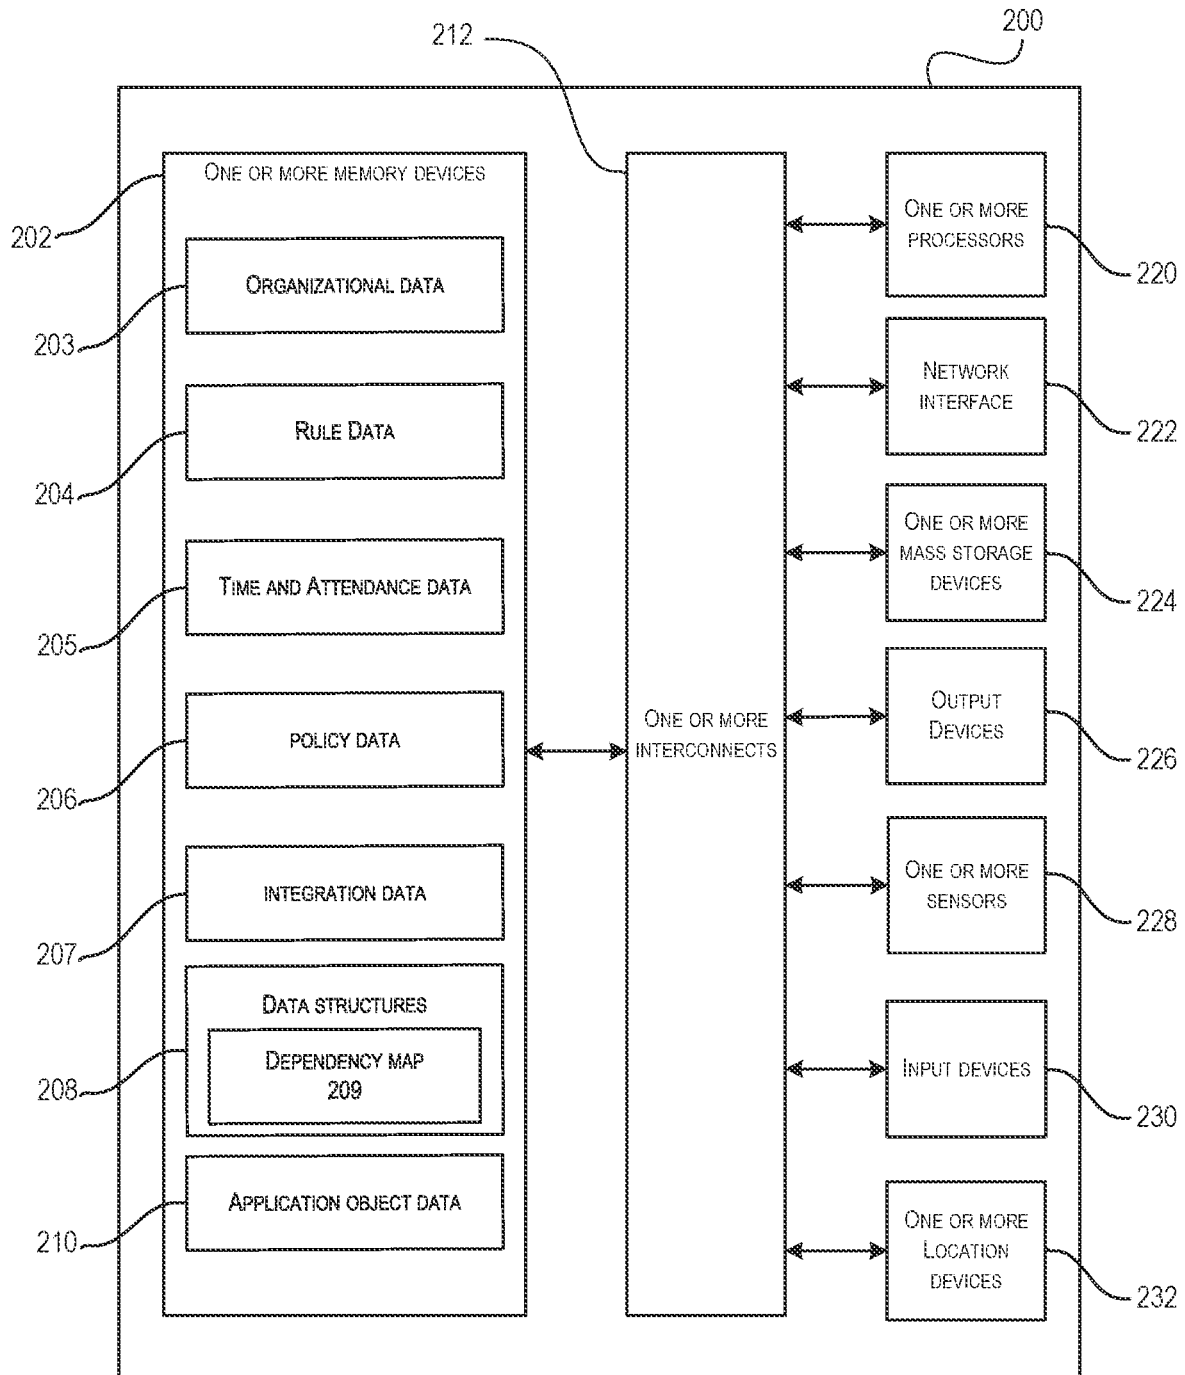 200
212
ONE OR MORE MEMORY DEVICES
202
ORGANIZATIONAL DATA
203
RULE DATA
204
TIME AND ATTENDANCE DATA
205
POLICY DATA
206
INTEGRATION DATA
207
DATA STRUCTURES
DEPENDENCY MAP
209
208
APPLICATION OBJECT DATA
210
ONE OR MORE
INTERCONNECTS
ONE OR MORE
PROCESSORS
220
NETWORK
INTERFACE
222
ONE OR MORE
MASS STORAGE
DEVICES
224
OUTPUT
DEVICES
226
ONE OR MORE
SENSORS
228
INPUT DEVICES
230
ONE OR MORE
LOCATION
DEVICES
232